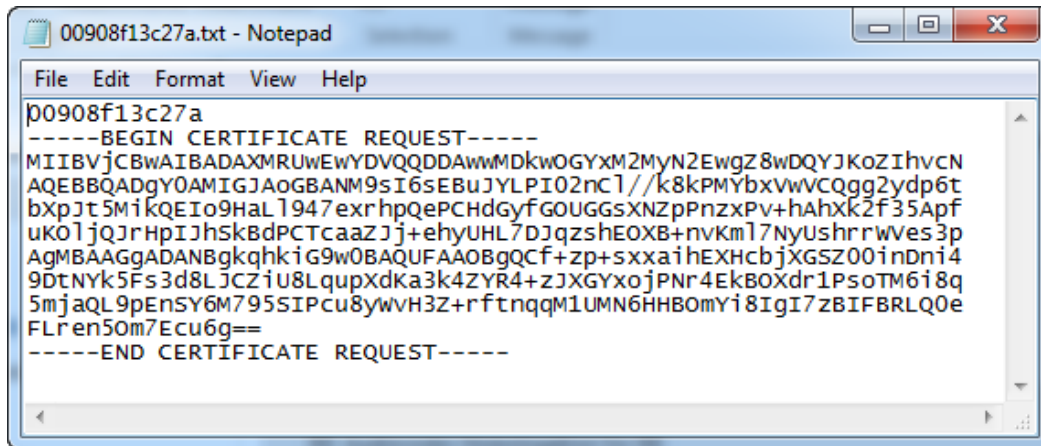 00908f13c27a.txt - Notepad
File Edit Format View Help
00908f13c27a
-----BEGIN CERTIFICATE REQUEST-----
MIIBVjCBwAIBADAXMRUwEwYDVQQDDAwwMDkwOGYxM2MyN2EwgZ8wDQYJKoZIhvcN
AQEBBQADgY0AMIGJAoGBANM9sI6sEBuJYLPI02nCl//k8kPMYbxVwVCQgg2ydp6t
bXpJt5MikQEIo9HaLl947exrhpQePCHdGyfGOUGGsXNZpPnzxPv+hAhXk2f35Apf
uKOljQJrHpIJhSkBdPCTcaaZJj+ehyUHL7DJqzshEOXB+nvKml7NyUshrrWVes3p
AgMBAAGgADANBgkqhkiG9w0BAQUFAAOBgQCf+zp+sxxaihEXHcbjXGSZ00inDni4
9DtNYk5Fs3d8LJCZiU8LqupXdKa3k4ZYR4+zJXGYxojPNr4EkBOXdr1PsoTM6i8q
5mjaQL9pEnSY6M795SIPcu8yWvH3Z+rftnqqM1UMN6HHBOmYi8IgI7zBIFBRLQ0e
FLren5Om7Ecu6g==
-----END CERTIFICATE REQUEST-----